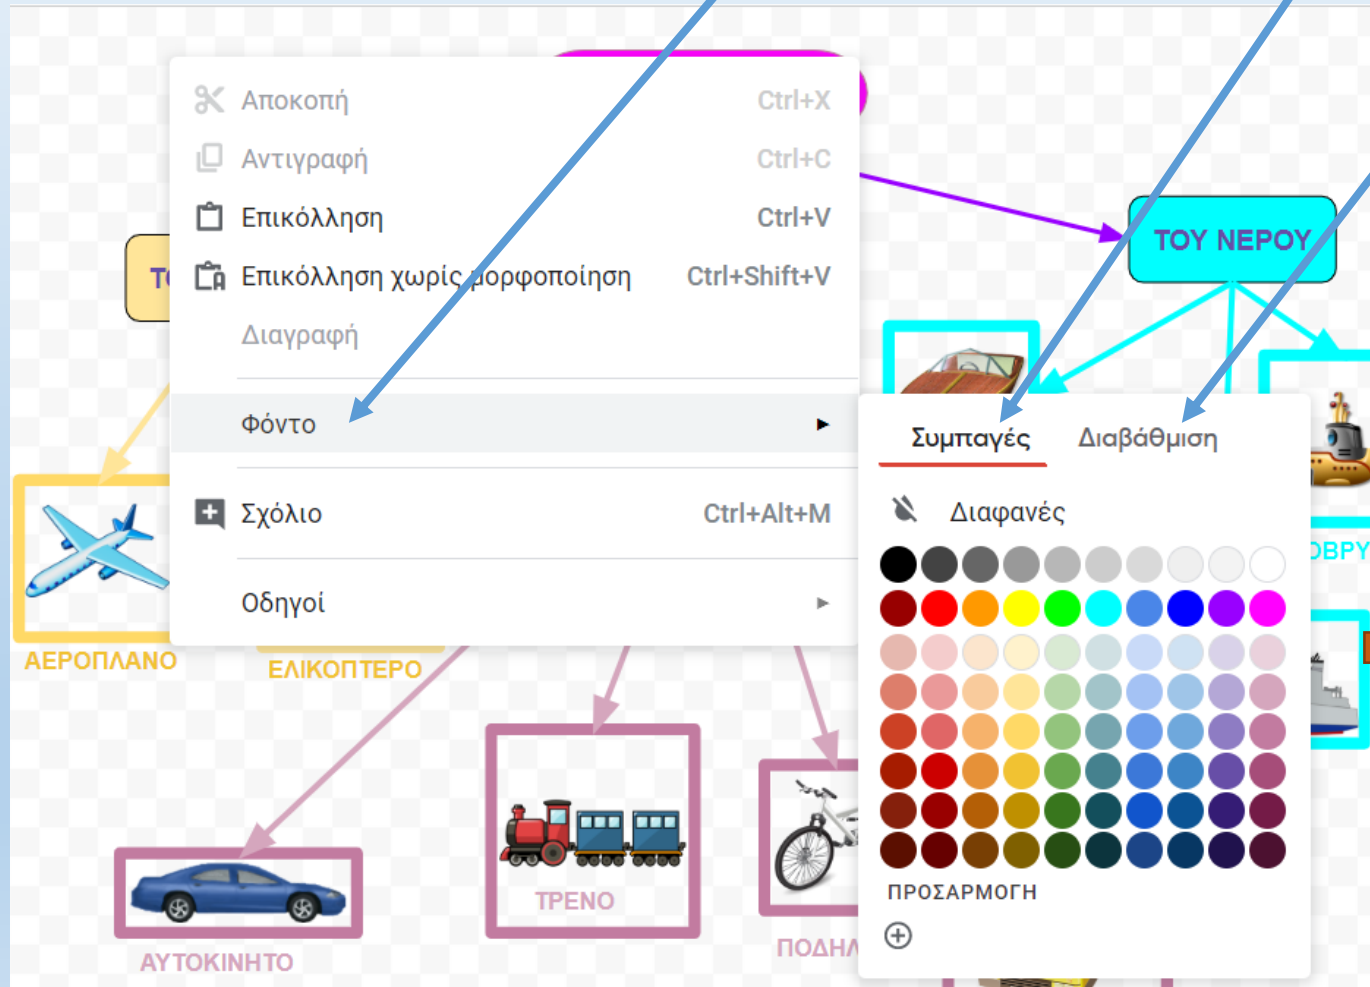 Αποκοπή Ctrl+X
Αντιγραφή Ctrl+C
Επικόλληση Ctrl+V
Επικόλληση χωρίς μορφοποίηση Ctrl+Shift+V
Διαγραφή
Φόντο
Σχόλιο Ctrl+Alt+M
Οδηγοί
ΤΟΥ ΝΕΡΟΥ
Συμπαγές Διαβάθμιση
Διαφανές
ΠΡΟΣΑΡΜΟΓΗ
ΑΕΡΟΠΛΑΝΟ
ΕΛΙΚΟΠΤΕΡΟ
ΤΡΕΝΟ
ΑΥΤΟΚΙΝΗΤΟ